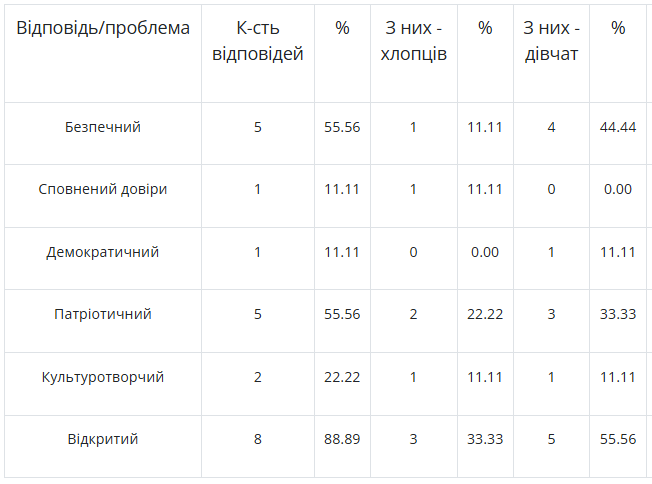 Відповідь/проблема К-сть відповідей % З них - хлопців % З них - дівчат %
Безпечний 5 55.56 1 11.11 4 44.44
Сповнений довіри 1 11.11 1 11.11 0 0.00
Демократичний 1 11.11 0 0.00 1 11.11
Патріотичний 5 55.56 2 22.22 3 33.33
Культуротворчий 2 22.22 1 11.11 1 11.11
Відкритий 8 88.89 3 33.33 5 55.56